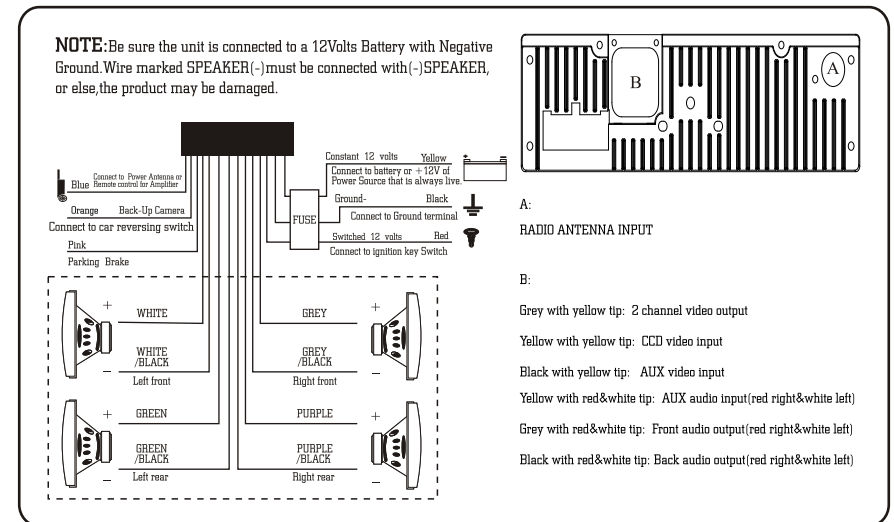 NOTE:Be sure the unit is connected to a 12Volts Battery with Negative
Ground.Wire marked SPEAKER(-)must be connected with(-)SPEAKER,
or else,the product may be damaged.
Blue
Connect to Power Antenna or
Remote control for Amplifier
Orange Back-Up Camera
Connect to car reversing switch
Pink
Parking Brake
FUSE
Constant 12 volts Yellow
Connect to battery or +12V of
Power Source that is always live.
Ground- Black
Connect to Ground terminal
Switched 12 volts Red
Connect to ignition key Switch
+ -
+
WHITE
WHITE
/BLACK
-
Left front
+
GREY
GREY
/BLACK
-
Right front
+
GREEN
GREEN
/BLACK
-
Left rear
+
PURPLE
PURPLE
/BLACK
-
Right rear
B
A
A:
RADIO ANTENNA INPUT
B:
Grey with yellow tip: 2 channel video output
Yellow with yellow tip: CCD video input
Black with yellow tip: AUX video input
Yellow with red&white tip: AUX audio input(red right&white left)
Grey with red&white tip: Front audio output(red right&white left)
Black with red&white tip: Back audio output(red right&white left)